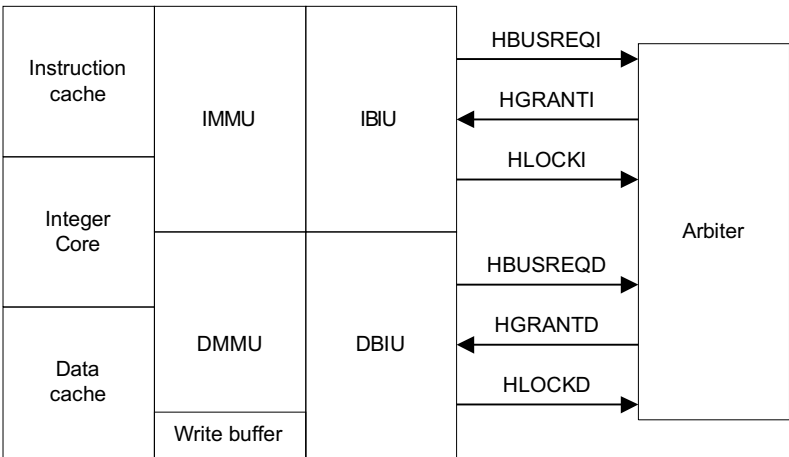 Instruction
cache
Integer
Core
Data
cache
IMMU
DMMU
Write buffer
IBIU
DBIU
HBUSREQI
HGRANTI
HLOCKI
HBUSREQD
HGRANTD
HLOCKD
Arbiter